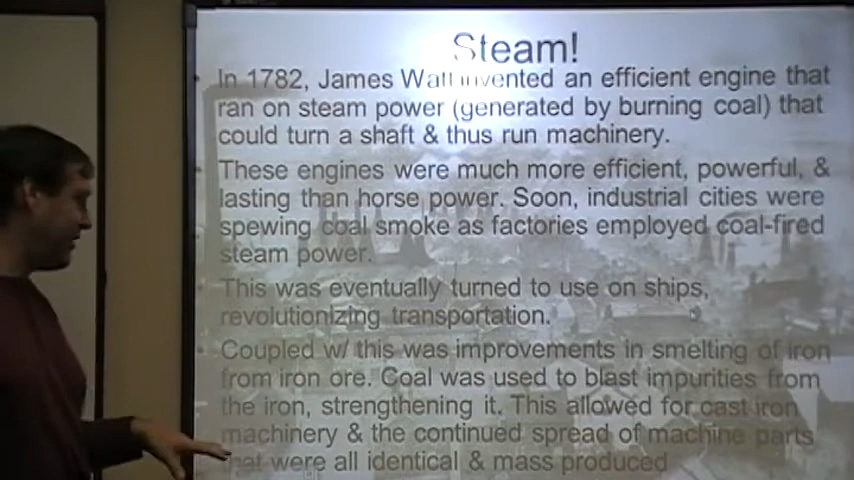 Steam!
In 1782, James Watt invented an efficient engine that
ran on steam power (generated by burning coal) that
could turn a shaft & thus run machinery.
These engines were much more efficient, powerful, &
lasting than horse power. Soon, industrial cities were
spewing coal smoke as factories employed coal-fired
steam power.
This was eventually turned to use on ships,
revolutionizing transportation.
Coupled w/ this was improvements in smelting of iron
from iron ore. Coal was used to blast impurities from
the iron, strengthening it. This allowed for cast iron
machinery & the continued spread of machine parts
that were all identical & mass produced